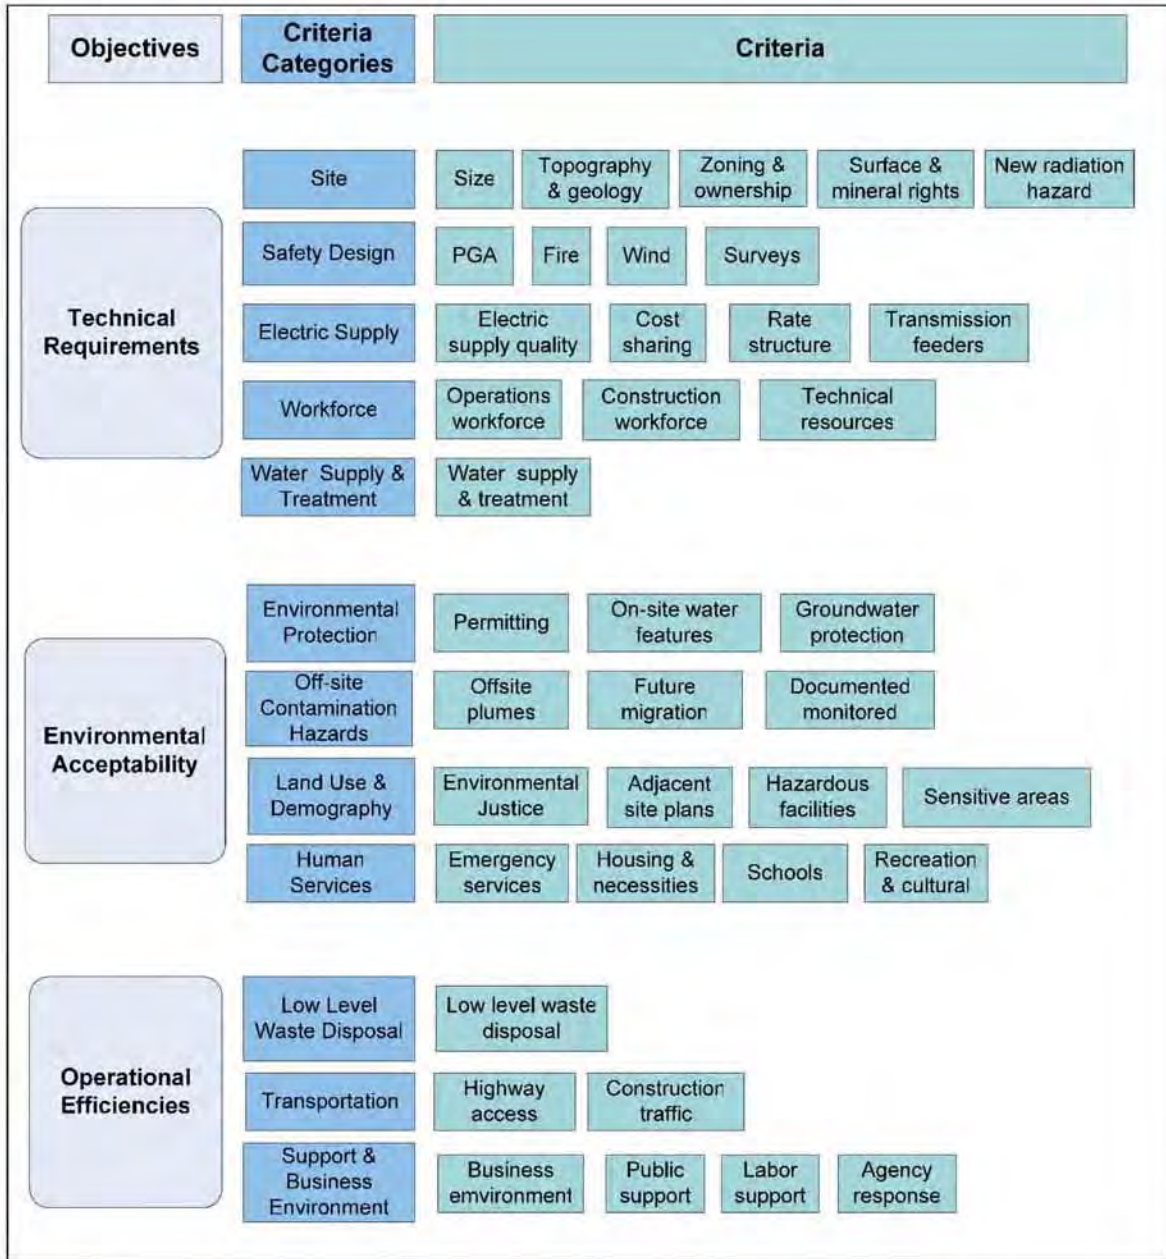 Objectives
Criteria
Categories
Criteria
Site
Size
Topography
& geology
Zoning &
ownership
Surface &
mineral rights
New radiation
hazard
Safety Design
PGA
Fire
Wind
Surveys
Technical
Requirements
Electric Supply
Electric
supply quality
Cost
sharing
Rate
structure
Transmission
feeders
Workforce
Operations
workforce
Construction
workforce
Technical
resources
Water Supply &
Treatment
Water supply
& treatment
Environmental
Protection
Permitting
On-site water
features
Groundwater
protection
Off-site
Contamination
Hazards
Offsite
plumes
Future
migration
Documented
monitored
Environmental
Acceptability
Land Use &
Demography
Environmental
Justice
Adjacent
site plans
Hazardous
facilities
Sensitive areas
Human
Services
Emergency
services
Housing &
necessities
Schools
Recreation
& cultural
Low Level
Waste Disposal
Low level waste
disposal
Operational
Efficiencies
Transportation
Highway
access
Construction
traffic
Support &
Business
Environment
Business
emvironment
Public
support
Labor
support
Agency
response